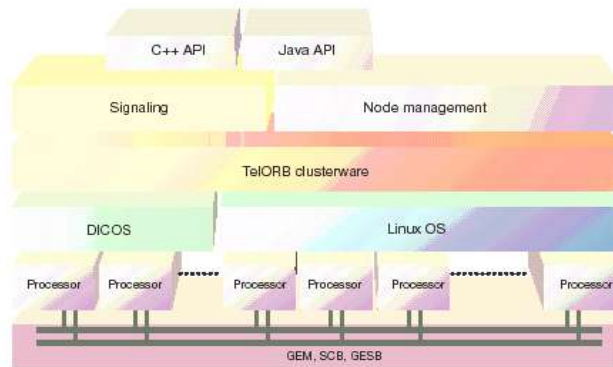 C++ API
Java API
Signaling
Node management
TelORB clusterware
DICOS
Linux OS
Processor
Processor
Processor
Processor
Processor
Processor
GEM, SCB, GESB